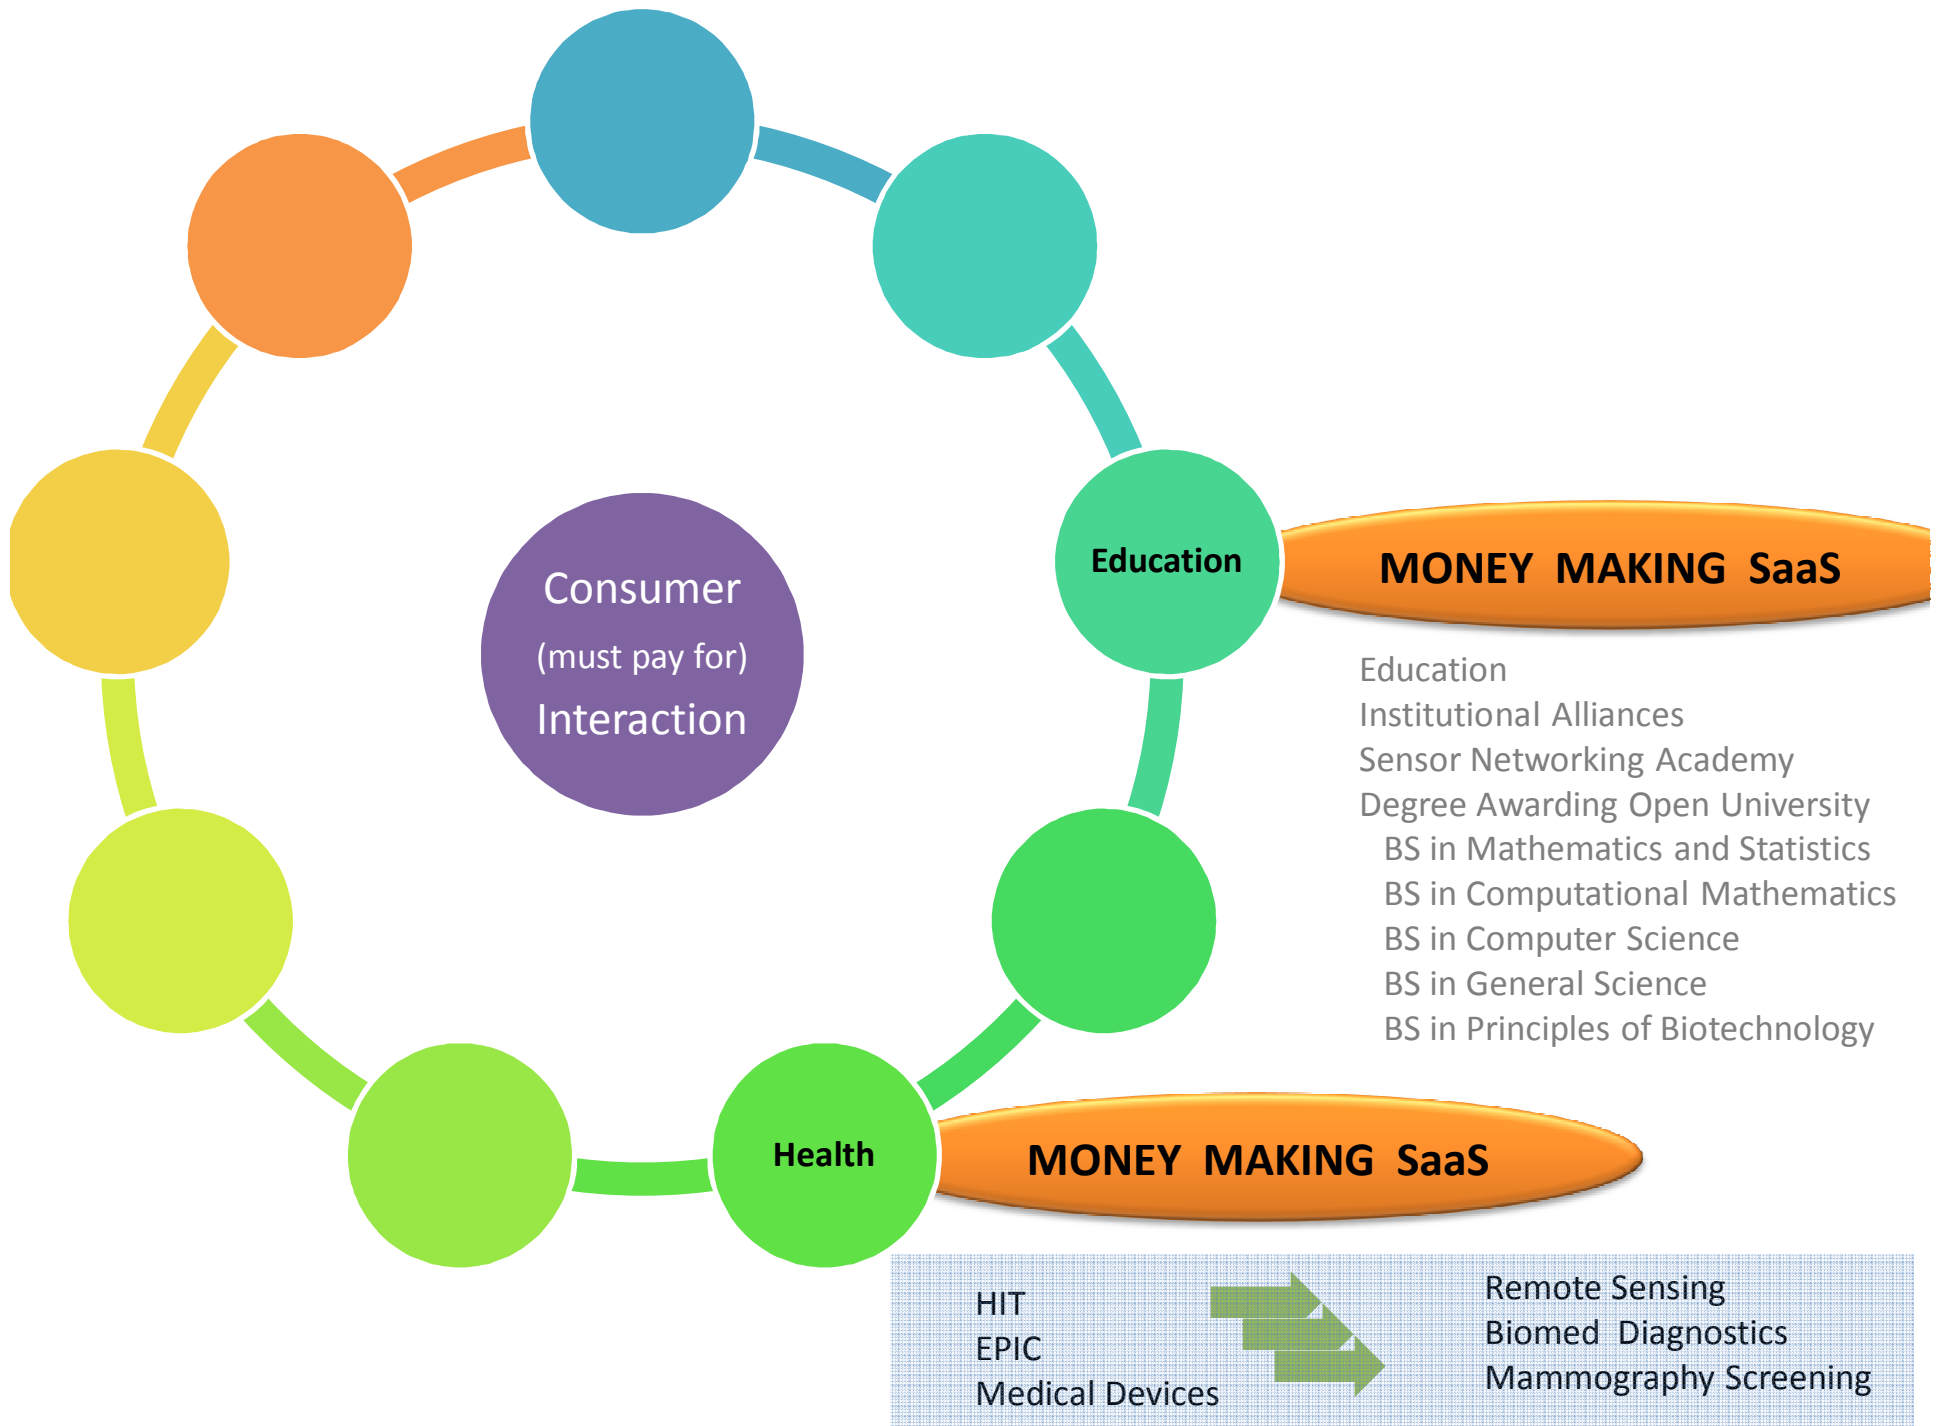 Consumer
(must pay for)
Interaction
Education
MONEY MAKING SaaS
Education
Institutional Alliances
Sensor Networking Academy
Degree Awarding Open University
BS in Mathematics and Statistics
BS in Computational Mathematics
BS in Computer Science
BS in General Science
BS in Principles of Biotechnology
Health
MONEY MAKING SaaS
HIT
EPIC
Medical Devices
Remote Sensing
Biomed Diagnostics
Mammography Screening